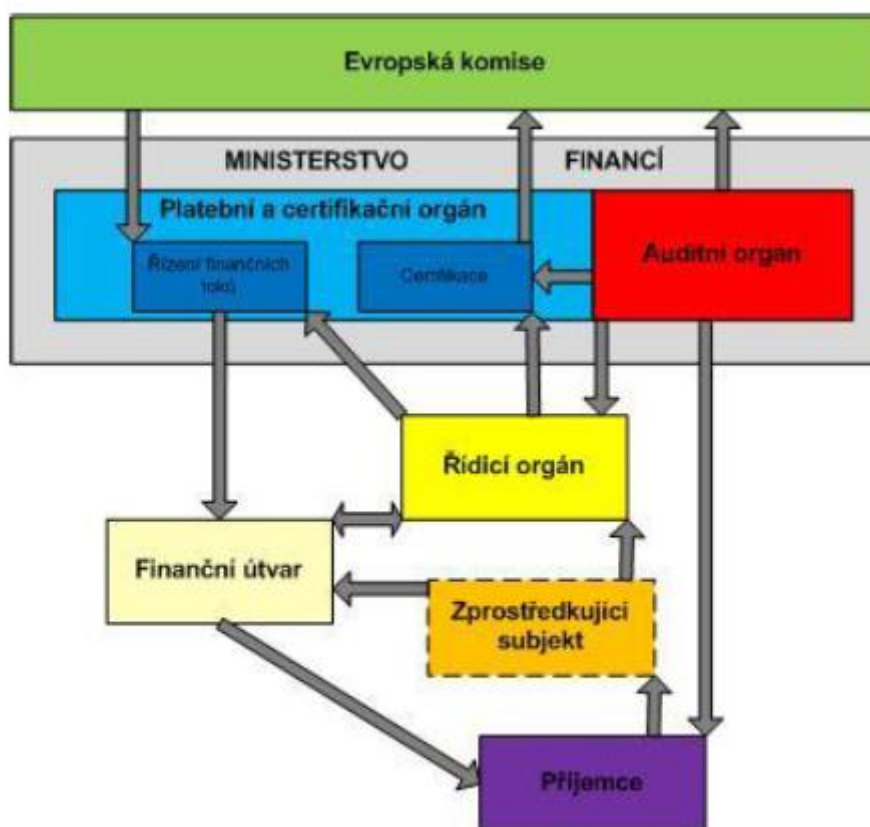 Evropská komise
MINISTERSTVO FINANCÍ
Platební a certifikační orgán
Řízení finančních
toků
Certifikace
Auditní orgán
Řídicí orgán
Finanční útvar
Zprostředkující
subjekt
Příjemce